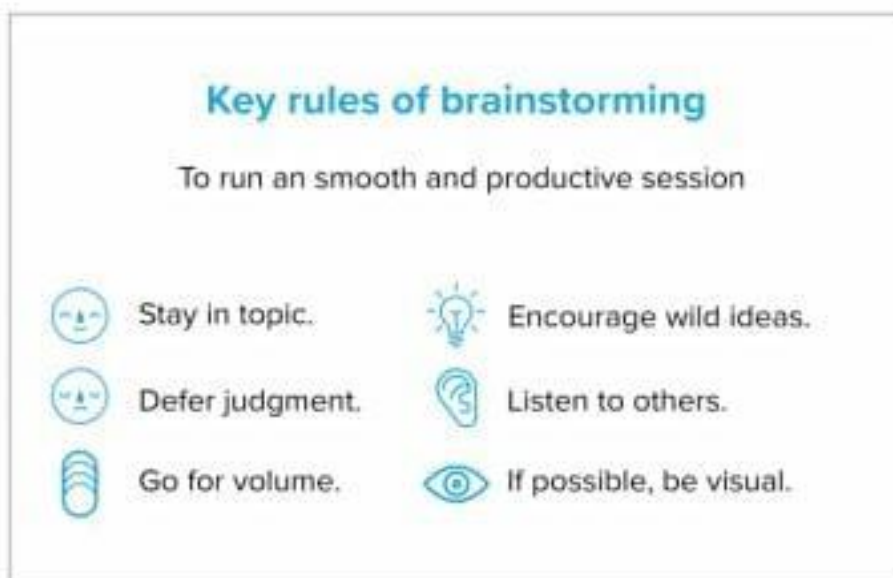 Key rules of brainstorming
To run an smooth and productive session
Stay in topic.
Defer judgment.
Go for volume.
Encourage wild ideas.
Listen to others.
If possible, be visual.